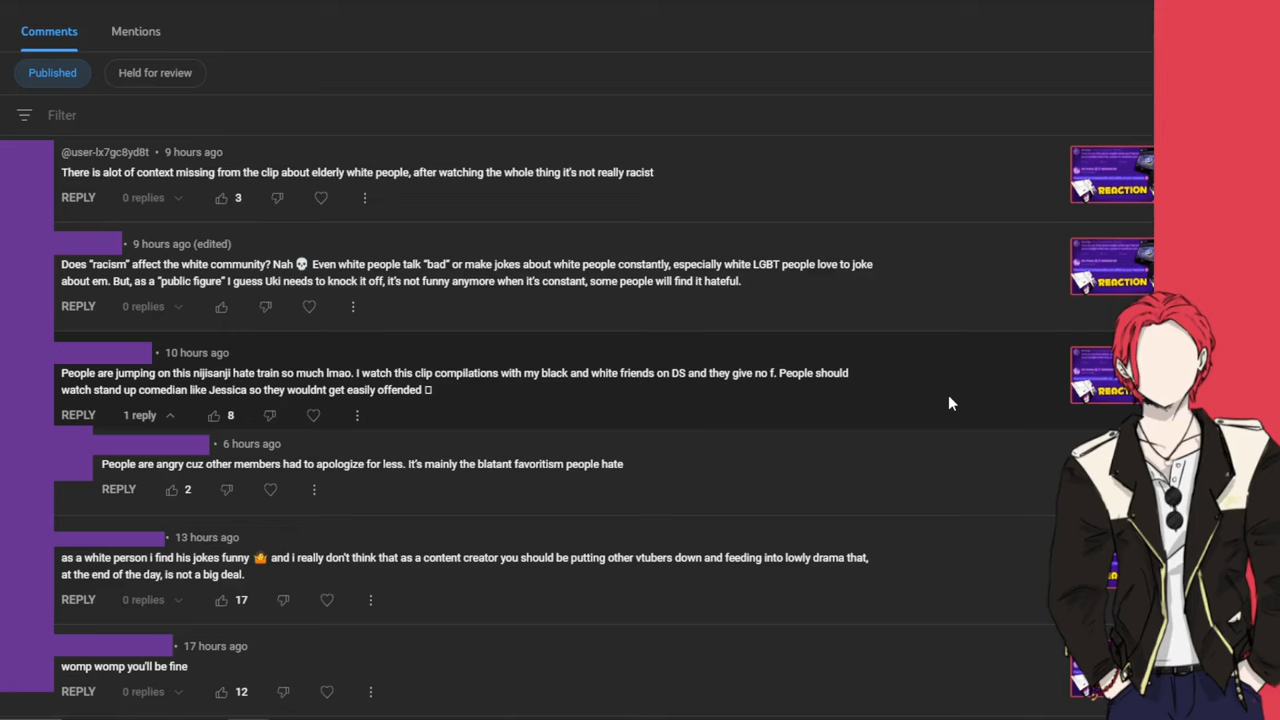 Comments Mentions
Published Held for review
Filter
@user-lx7gc8yd8t • 9 hours ago
There is alot of context missing from the clip about elderly white people, after watching the whole thing it's not really racist
REPLY 0 replies 3
REACTION
• 9 hours ago (edited)
Does “racism” affect the white community? Nah 💀 Even white people talk “bad” or make jokes about white people constantly, especially white LGBT people love to joke
about em. But, as a “public figure” I guess Uki needs to knock it off, it's not funny anymore when it's constant, some people will find it hateful.
REPLY 0 replies
REACTION
• 10 hours ago
People are jumping on this nijisanji hate train so much lmao. I watch this clip compilations with my black and white friends on DS and they give no f. People should
watch stand up comedian like Jessica so they wouldnt get easily offended
REPLY 1 reply 8
• 6 hours ago
People are angry cuz other members had to apologize for less. It's mainly the blatant favoritism people hate
REPLY 2
• 13 hours ago
as a white person i find his jokes funny 🤷 and i really don't think that as a content creator you should be putting other vtubers down and feeding into lowly drama that,
at the end of the day, is not a big deal.
REPLY 0 replies 17
• 17 hours ago
womp womp you'll be fine
REPLY 0 replies 12